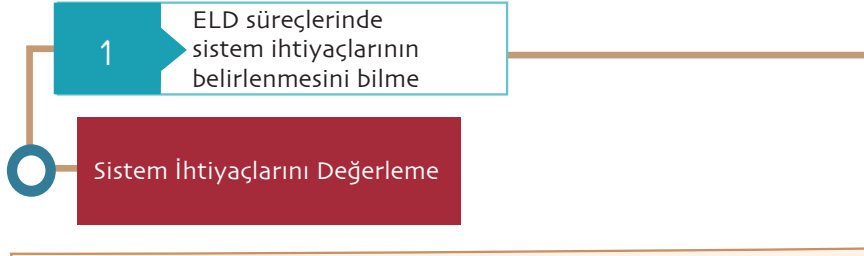 1
ELD süreçlerinde
sistem ihtiyaçlarının
belirlenmesini bilme
Sistem İhtiyaçlarını Değerleme